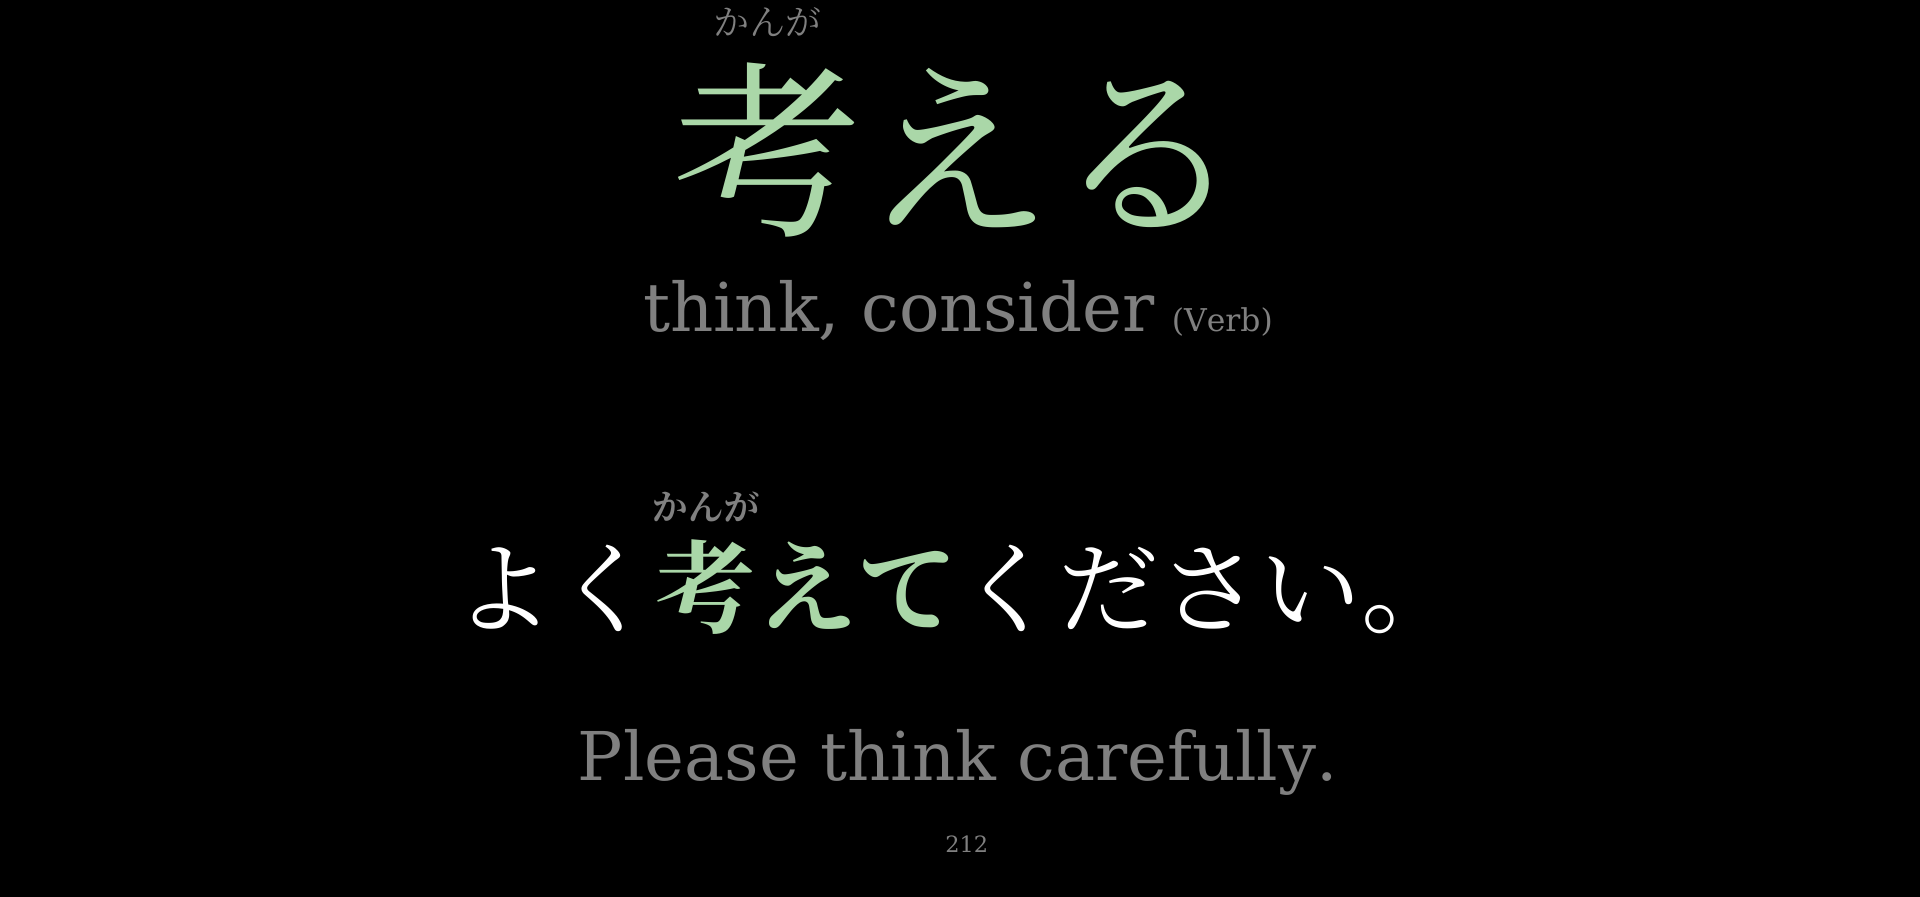 かんが
考える
think, consider (Verb)
かんが
よく考えてください。
Please think carefully.
212